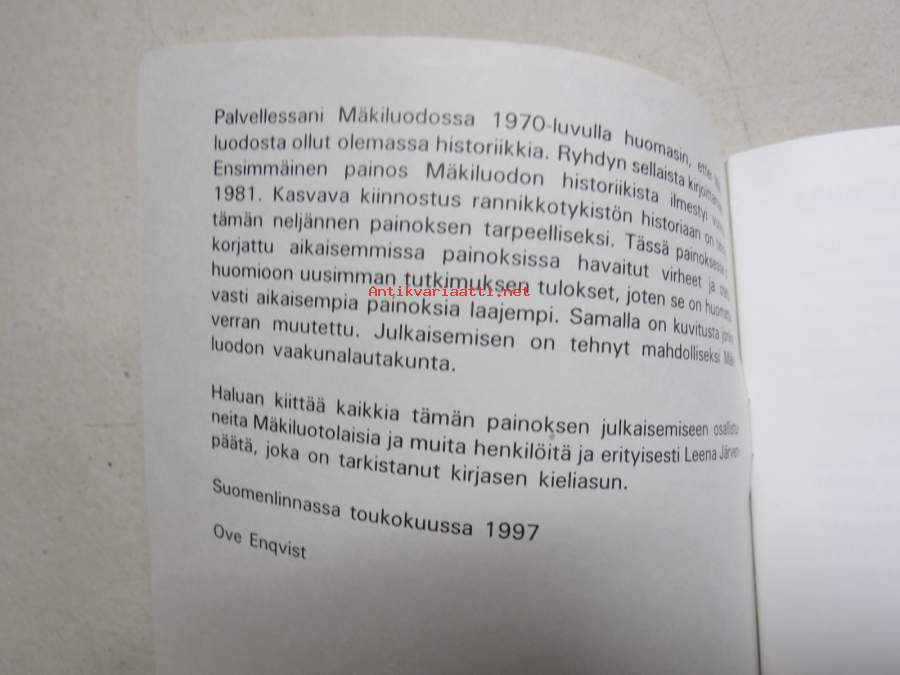 Palvellessani Mäkiluodossa 1970-luvulla huomasin, ette
luodosta ollut olemassa historiikkia. Ryhdyn sellaista
Ensimmäinen painos Mäkiluodon historiikista ilmestyi
1981. Kasvava kiinnostus rannikkotykistön historiaan on
tämän neljännen painoksen tarpeelliseksi. Tässä
korjattu aikaisemmissa painoksissa havaitut virheet ja
huomioon uusimman tutkimuksen tulokset, joten se on
Antikvariaatti.net
vasti aikaisempia painoksia laajempi. Samalla on kuvitusta
verran muutettu. Julkaisemisen on tehnyt mahdolliseksi
luodon vaakunalautakunta.
Haluan kiittää kaikkia tämän painoksen julkaisemiseen
neita Mäkiluotolaisia ja muita henkilöitä ja erityisesti Leena Järven-
päätä, joka on tarkistanut kirjasen kieliasun.
Suomenlinnassa toukokuussa 1997
Ove Enqvist